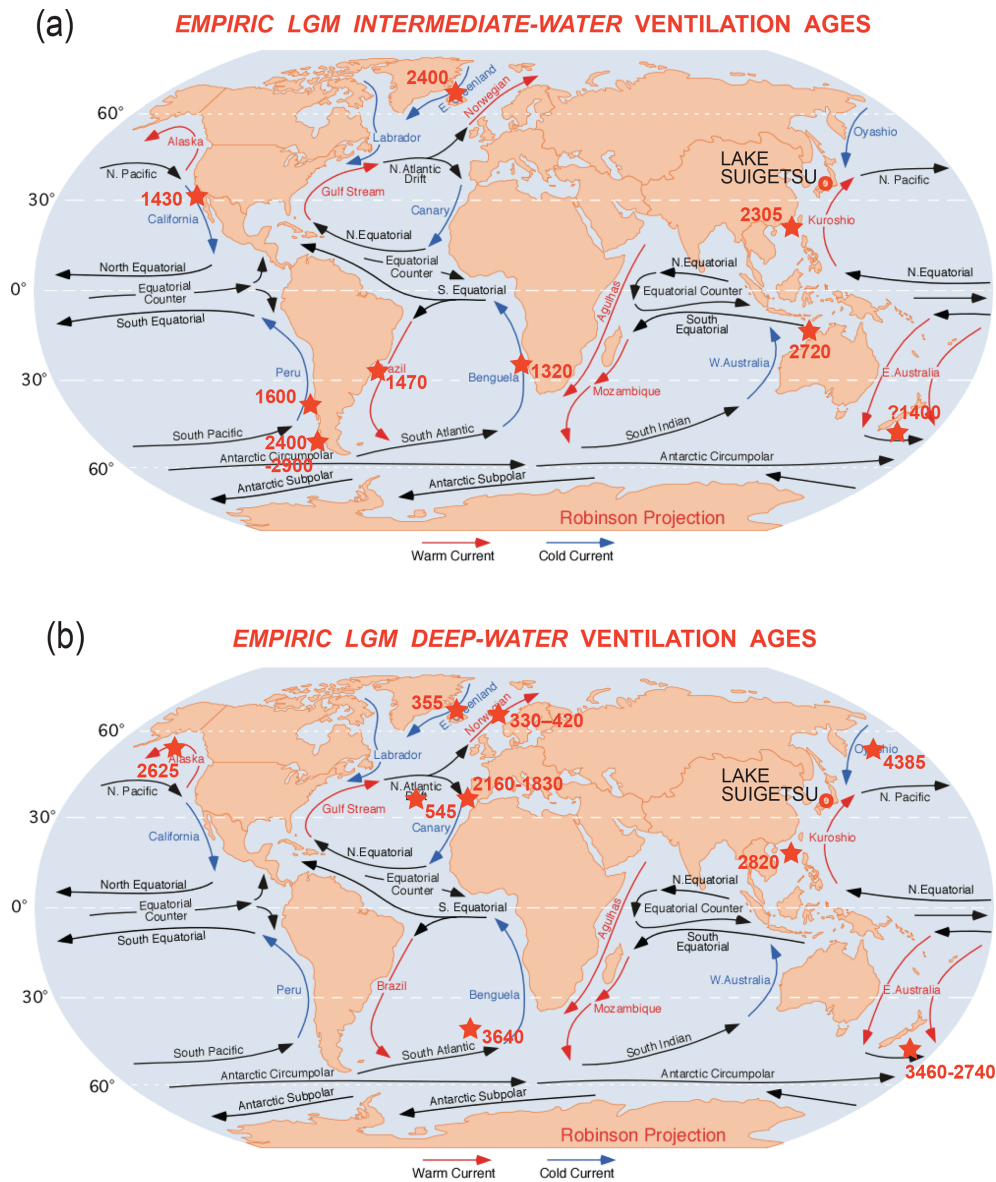 (a)
EMPIRIC LGM INTERMEDIATE-WATER VENTILATION AGES
2400
E. Greenland
Norwegian
60°
Labrador
Oyashio
Alaska
LAKE
SUIGETSU
N. Pacific
N.Atlantic
Drift
N. Pacific
1430
Gulf Stream
30°
California
Canary
2305
Kuroshio
N.Equatorial
North Equatorial
Equatorial
Counter
N.Equatorial
N.Equatorial
0°
Equatorial
Counter
S. Equatorial
Equatorial Counter
South Equatorial
Agulhas
South
Equatorial
2720
Peru
Brazil
1470
Benguela
1320
W.Australia
E.Australia
30°
1600
Mozambique
?1400
South Pacific
2400
-2900
South Atlantic
South Indian
Antarctic Circumpolar
Antarctic Circumpolar
60°
Antarctic Subpolar
Antarctic Subpolar
Robinson Projection
Warm Current
Cold Current
(b)
EMPIRIC LGM DEEP-WATER VENTILATION AGES
355
E. Greenland
Norwegian
330–420
60°
Labrador
Oyashio
4385
Alaska
2625
LAKE
SUIGETSU
N. Pacific
N.Atlantic
Drift
2160-1830
N. Pacific
Gulf Stream
545
30°
California
Canary
Kuroshio
2820
N.Equatorial
North Equatorial
Equatorial
Counter
N.Equatorial
N.Equatorial
0°
Equatorial
Counter
S. Equatorial
Equatorial Counter
South Equatorial
Agulhas
South
Equatorial
Peru
Brazil
Benguela
W.Australia
E.Australia
30°
Mozambique
3640
South Pacific
South Atlantic
South Indian
3460-2740
Antarctic Circumpolar
Antarctic Circumpolar
60°
Antarctic Subpolar
Antarctic Subpolar
Robinson Projection
Warm Current
Cold Current